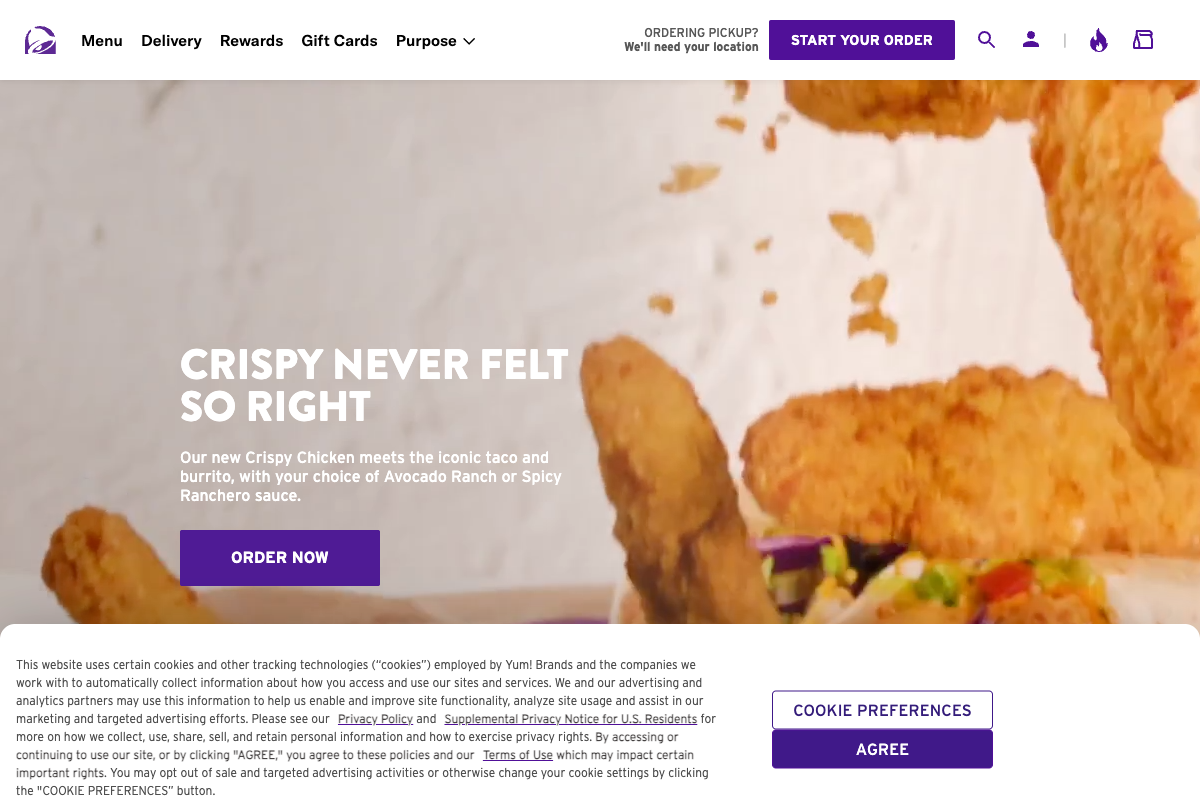 Menu Delivery Rewards Gift Cards Purpose
ORDERING PICKUP?
We'll need your location
START YOUR ORDER
CRISPY NEVER FELT
SO RIGHT
Our new Crispy Chicken meets the iconic taco and
burrito, with your choice of Avocado Ranch or Spicy
Ranchero sauce.
ORDER NOW
This website uses certain cookies and other tracking technologies (“cookies”) employed by Yum! Brands and the companies we
work with to automatically collect information about how you access and use our sites and services. We and our advertising and
analytics partners may use this information to help us enable and improve site functionality, analyze site usage and assist in our
marketing and targeted advertising efforts. Please see our Privacy Policy and Supplemental Privacy Notice for U.S. Residents for
more on how we collect, use, share, sell, and retain personal information and how to exercise privacy rights. By accessing or
continuing to use our site, or by clicking "AGREE," you agree to these policies and our Terms of Use which may impact certain
important rights. You may opt out of sale and targeted advertising activities or otherwise change your cookie settings by clicking
the "COOKIE PREFERENCES” button.
COOKIE PREFERENCES
AGREE